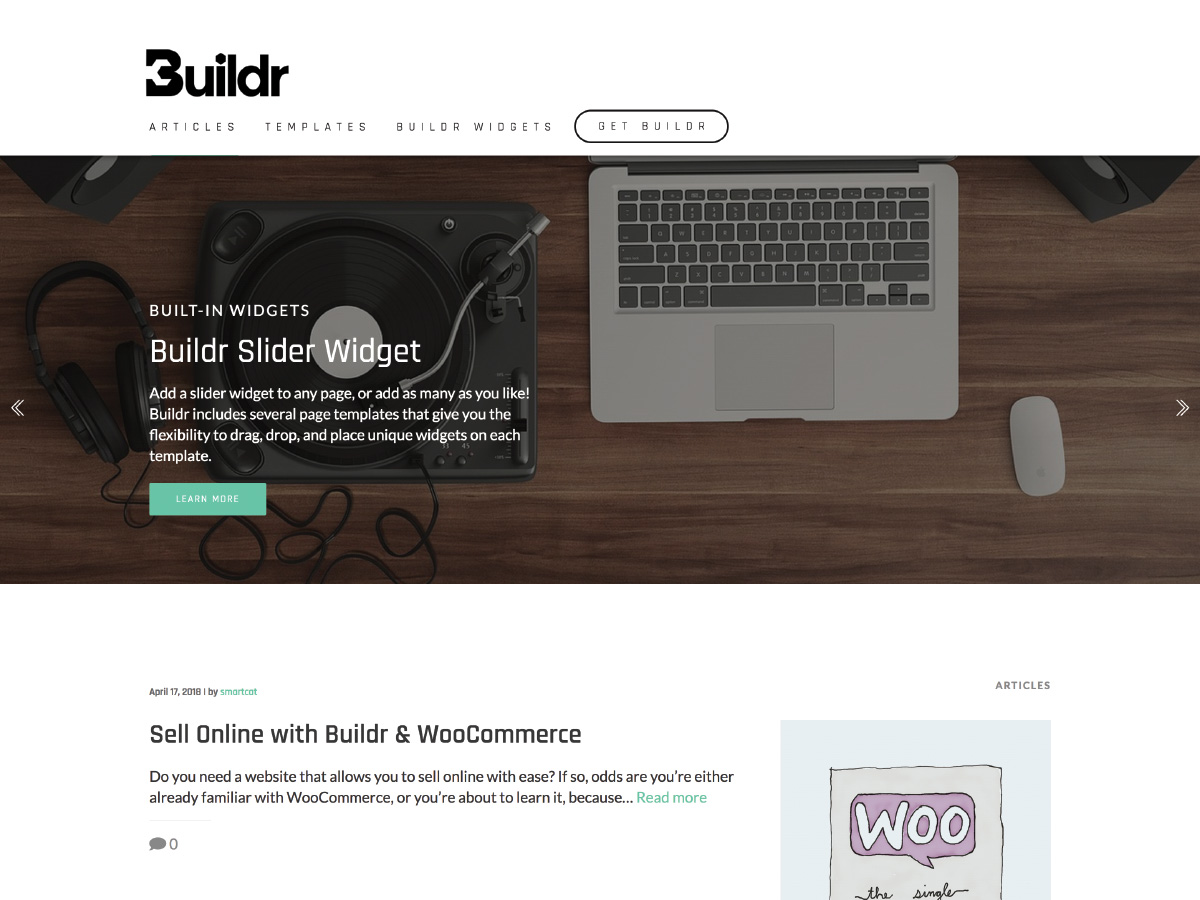 Buildr
ARTICLES TEMPLATES BUILDR WIDGETS GET BUILDR
BUILT-IN WIDGETS
Buildr Slider Widget
Add a slider widget to any page, or add as many as you like!
Buildr includes several page templates that give you the
flexibility to drag, drop, and place unique widgets on each
template.
LEARN MORE
April 17, 2018 | by smartcat
ARTICLES
Sell Online with Buildr & WooCommerce
Do you need a website that allows you to sell online with ease? If so, odds are you’re either
already familiar with WooCommerce, or you’re about to learn it, because… Read more
0
WOO
the single